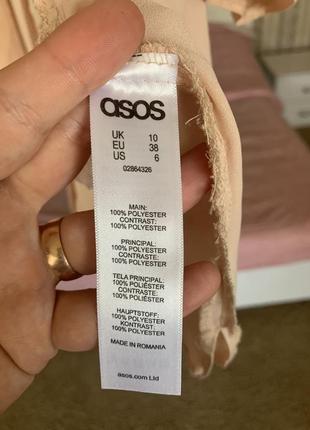 asos
UK 10
EU 38
US 6
02864326
MAIN:
100% POLYESTER
CONTRAST:
100% POLYESTER
PRINCIPAL:
100% POLYESTER
CONTRASTE:
100% POLYESTER
TELA PRINCIPAL:
100% POLIÉSTER
CONTRASTE:
100% POLIÉSTER
HAUPTSTOFF:
100% POLYESTER
KONTRAST:
100% POLYESTER
MADE IN ROMANIA
asos.com Ltd